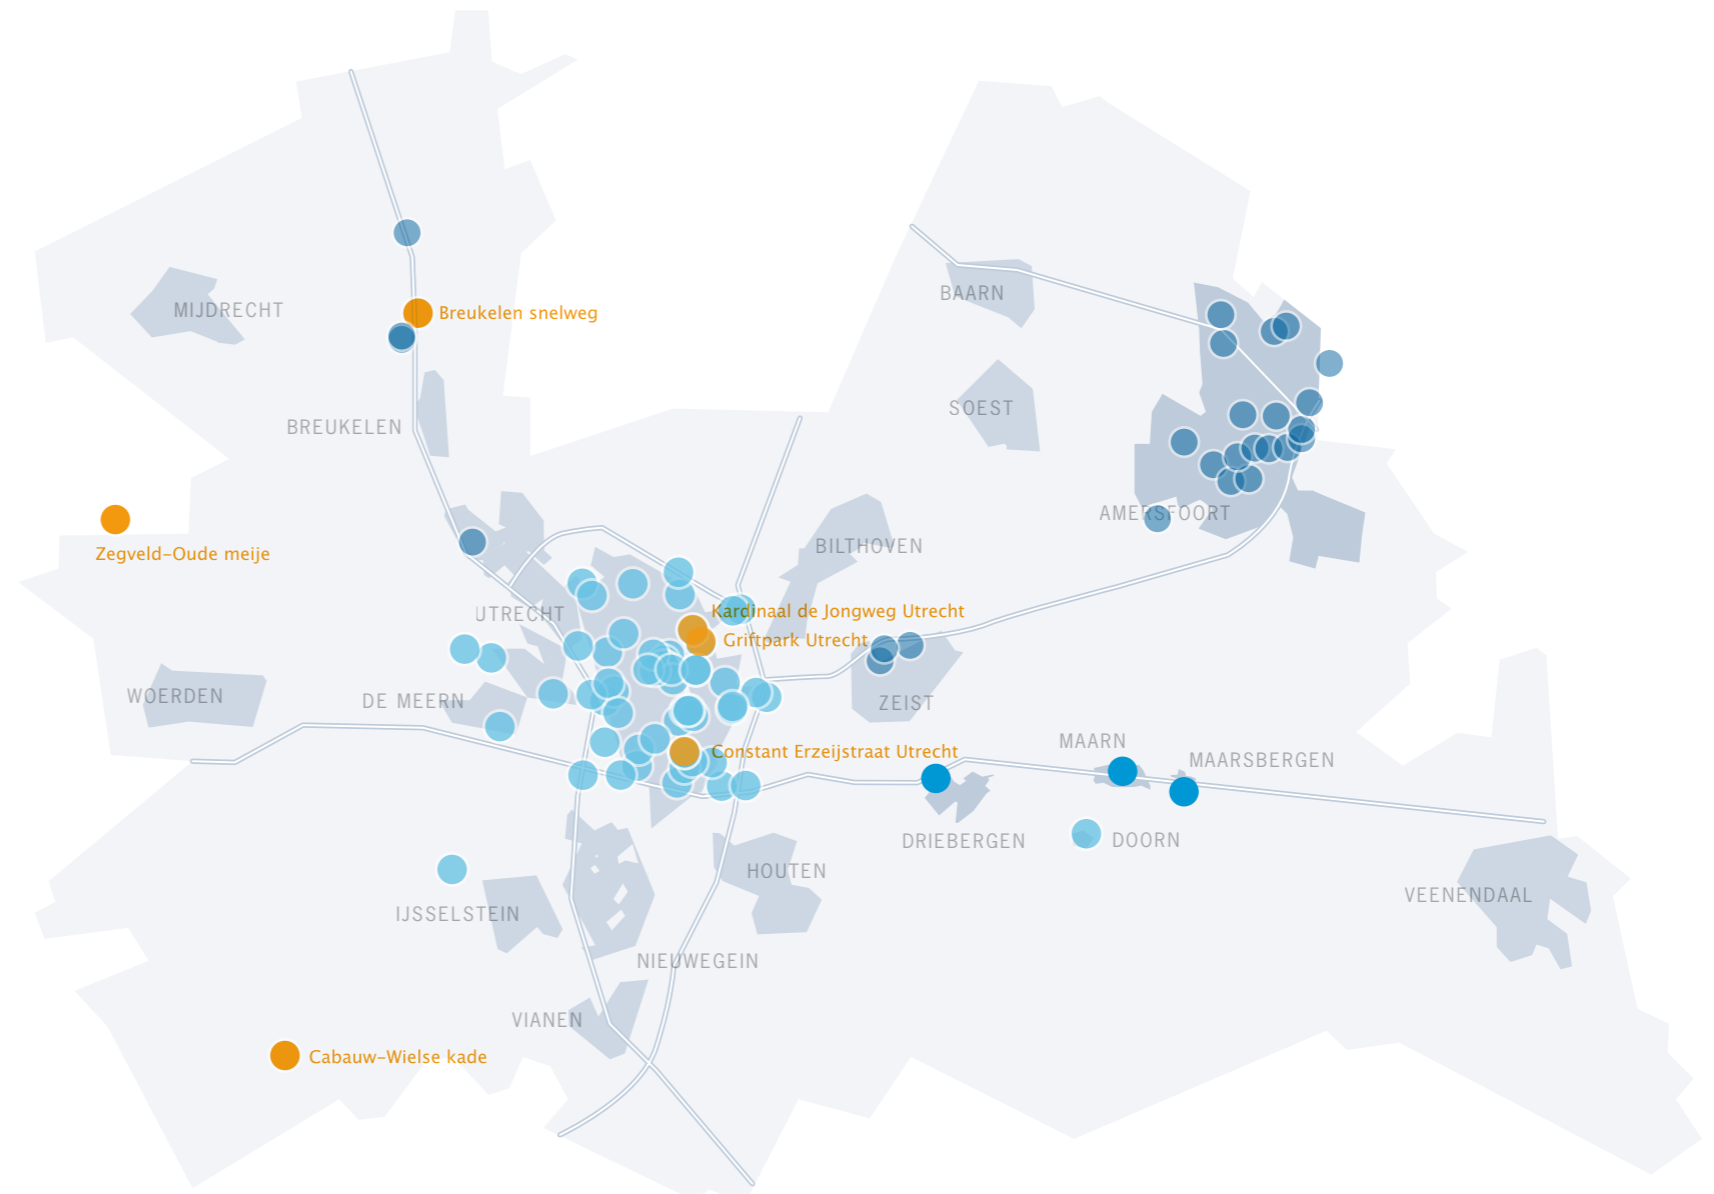 BAARN
MIJDRECHT
Breukelen snelweg
SOEST
BREUKELEN
AMERSFOORT
BILTHOVEN
Zegveld-Oude meije
UTRECHT
Kardinaal de Jongweg Utrecht
Griftpark Utrecht
WOERDEN
DE MEERN
ZEIST
MAARN
Constant Erzeijstraat Utrecht
MAARSBERGEN
DRIEBERGEN
DOORN
HOUTEN
VEENENDAAL
IJSSELSTEIN
NIEUWEGEIN
VIANEN
Cabauw-Wielse kade